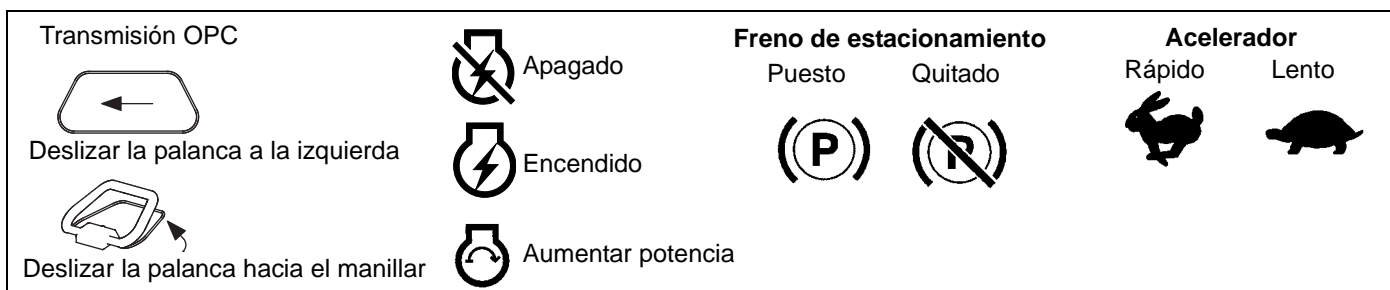 Transmisión OPC
Deslizar la palanca a la izquierda
Deslizar la palanca hacia el manillar
Apagado
Encendido
Aumentar potencia
Freno de estacionamiento
Puesto Quitado
P P
Acelerador
Rápido Lento